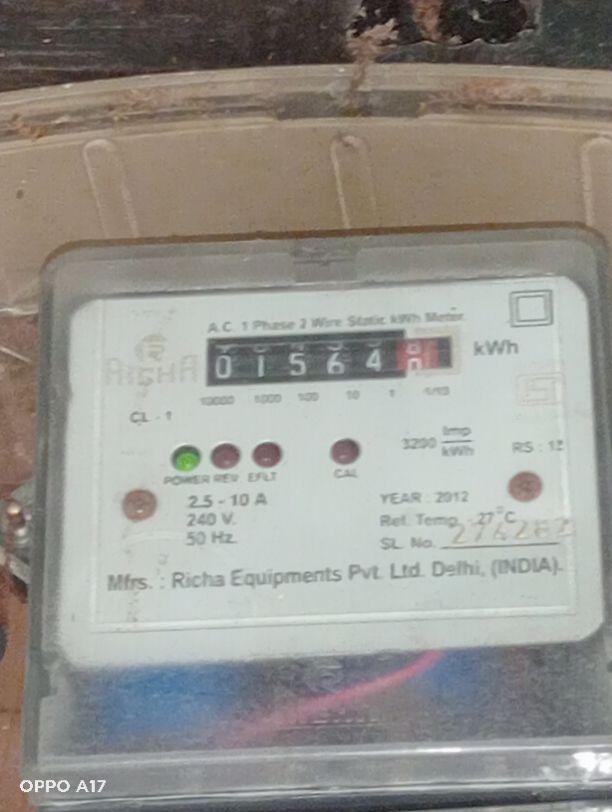 A.C. 1 Phase 2 Wire Static kWh Meter
RICHA
01564 kWh
10000 1000 100 10 1 1/10
CL - 1
3200 Imp/kWh
RS : 12
POWER REV. EFLT CAL
2.5 - 10 A
240 V.
50 Hz.
YEAR : 2012
Ref. Temp. - 27°C
SL. No.
Mfrs. : Richa Equipments Pvt. Ltd. Delhi, (INDIA).
OPPO A17